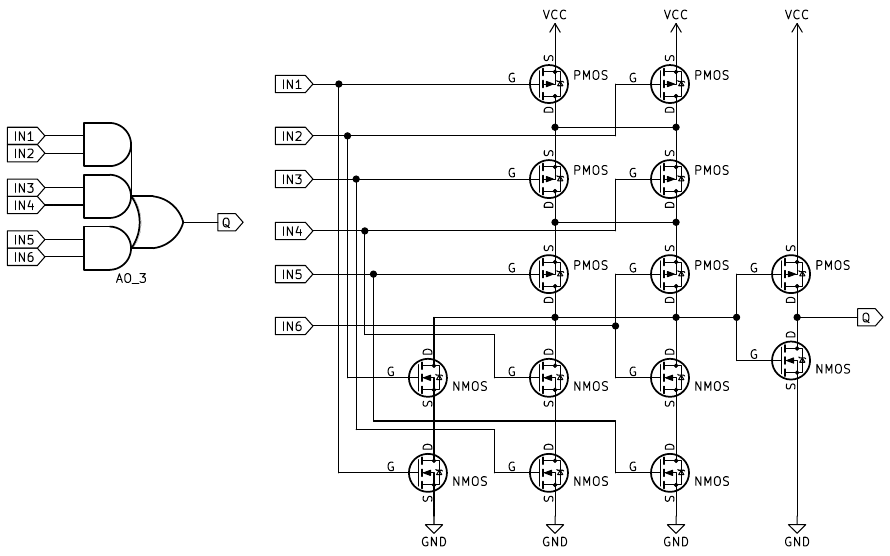 VCC VCC VCC
S S
IN1 G PMOS G PMOS
D D
IN1 IN2
IN2
S S
IN3 G PMOS G PMOS
IN3
IN4 D D
Q IN4
IN5 S S S
IN6 IN5 G PMOS G PMOS G PMOS
AO_3
D D D
IN6 Q
D D D D
G NMOS
G NMOS G NMOS G NMOS
S S S S
D D D
G NMOS G NMOS G NMOS
S S S
GND GND GND GND